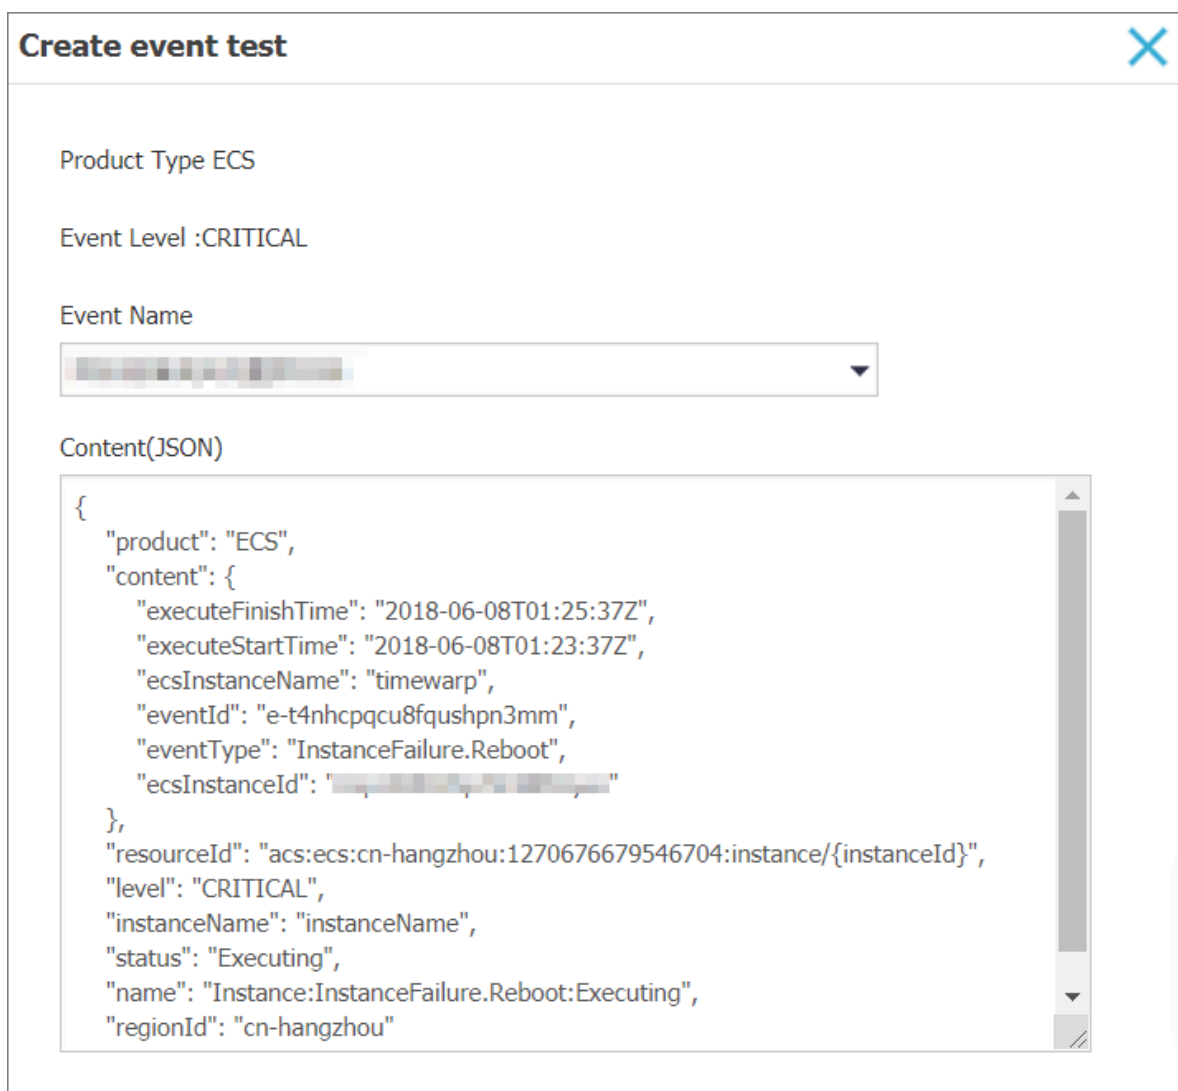 Create event test
Product Type ECS
Event Level :CRITICAL
Event Name
Content(JSON)
{
"product": "ECS",
"content": {
"executeFinishTime": "2018-06-08T01:25:37Z",
"executeStartTime": "2018-06-08T01:23:37Z",
"ecsInstanceName": "timewarp",
"eventId": "e-t4nhcpqcu8fqushpn3mm",
"eventType": "InstanceFailure.Reboot",
"ecsInstanceId": " "
},
"resourceId": "acs:ecs:cn-hangzhou:1270676679546704:instance/{instanceId}",
"level": "CRITICAL",
"instanceName": "instanceName",
"status": "Executing",
"name": "Instance:InstanceFailure.Reboot:Executing",
"regionId": "cn-hangzhou"